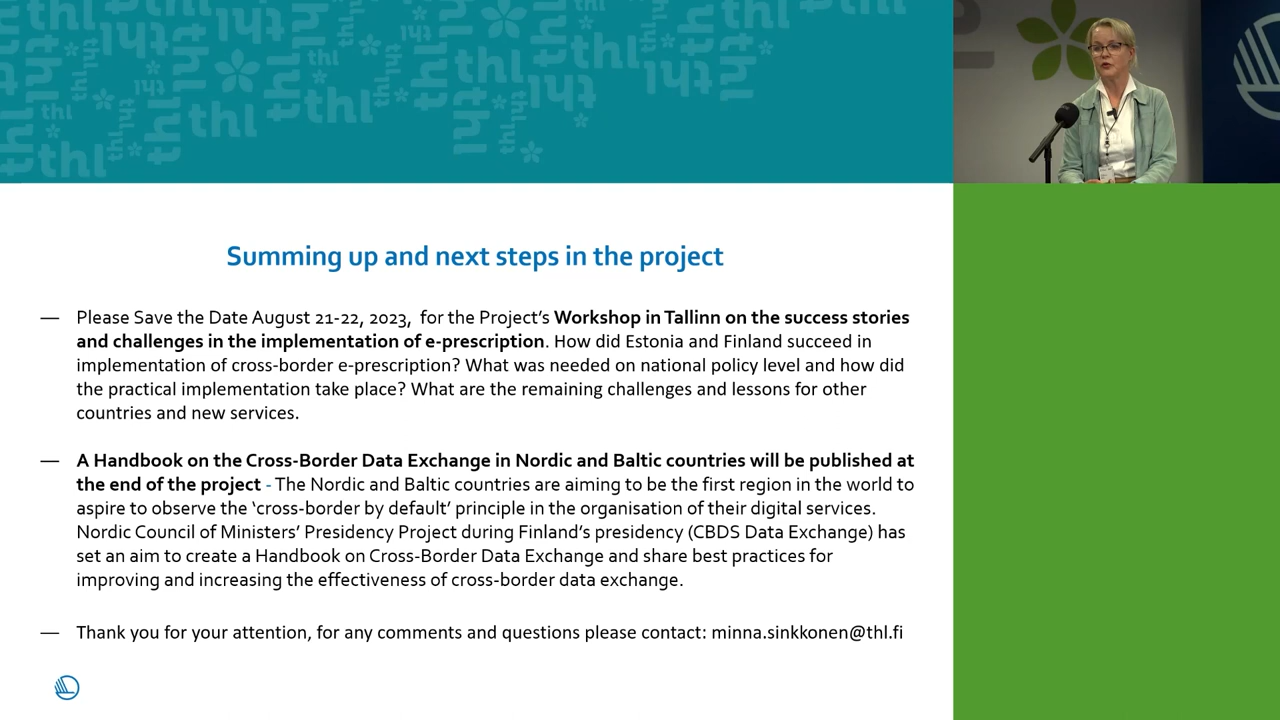 thl
Summing up and next steps in the project
— Please Save the Date August 21-22, 2023, for the Project's Workshop in Tallinn on the success stories
and challenges in the implementation of e-prescription. How did Estonia and Finland succeed in
implementation of cross-border e-prescription? What was needed on national policy level and how did
the practical implementation take place? What are the remaining challenges and lessons for other
countries and new services.
— A Handbook on the Cross-Border Data Exchange in Nordic and Baltic countries will be published at
the end of the project - The Nordic and Baltic countries are aiming to be the first region in the world to
aspire to observe the 'cross-border by default' principle in the organisation of their digital services.
Nordic Council of Ministers' Presidency Project during Finland's presidency (CBDS Data Exchange) has
set an aim to create a Handbook on Cross-Border Data Exchange and share best practices for
improving and increasing the effectiveness of cross-border data exchange.
— Thank you for your attention, for any comments and questions please contact: minna.sinkkonen@thl.fi